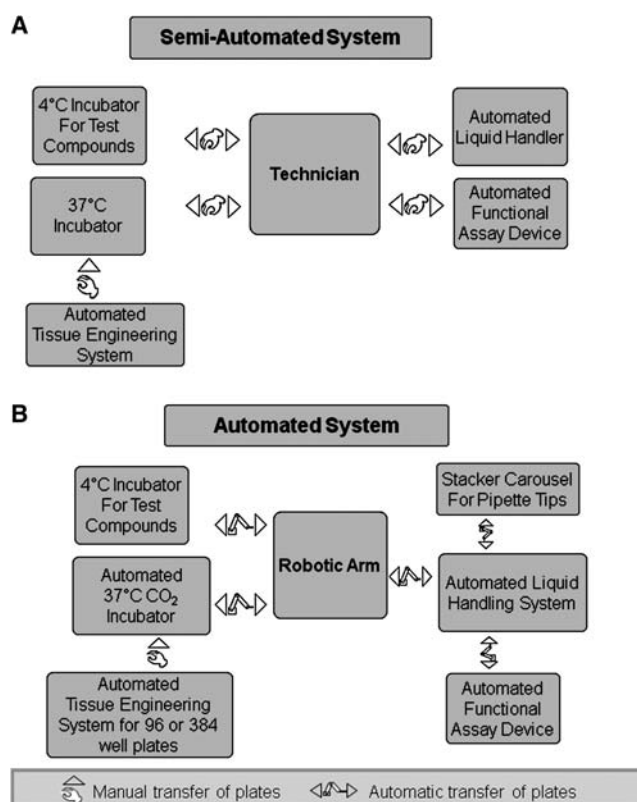 A
Semi-Automated System
4°C Incubator
For Test
Compounds
Technician
Automated
Liquid Handler
37°C
Incubator
Automated
Functional
Assay Device
Automated
Tissue Engineering
System
B
Automated System
4°C Incubator
For Test
Compounds
Robotic Arm
Stacker Carousel
For Pipette Tips
Automated
37°C CO₂
Incubator
Automated Liquid
Handling System
Automated
Tissue Engineering
System for 96 or 384
well plates
Automated
Functional
Assay Device
Manual transfer of plates
Automatic transfer of plates